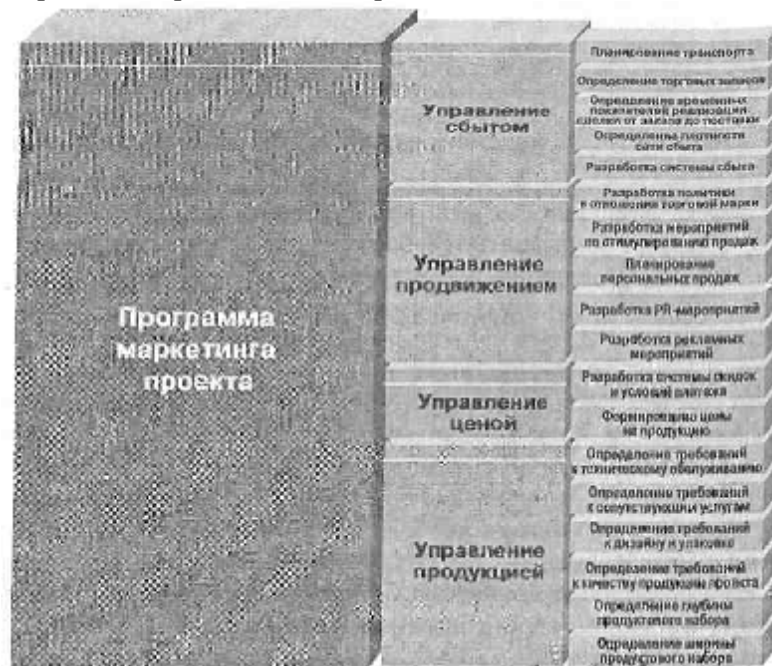 Программа
маркетинга
проекта
Управление
сбытом
Планирование транспорта
Определение торговых запасов
Определение временных
показателей реализации
сделки от заказа до поставки
Определение плотности
сети сбыта
Разработка системы сбыта
Управление
продвижением
Разработка политики
в отношении торговой марки
Разработка мероприятий
по стимулированию продаж
Планирование
персональных продаж
Разработка PR-мероприятий
Разработка рекламных
мероприятий
Управление
ценой
Разработка системы скидок
и условий платежа
Формирование цены
на продукцию
Управление
продукцией
Определение требований
к техническому обслуживанию
Определение требований
к сопутствующим услугам
Определение требований
к дизайну и упаковке
Определение требований
к качеству продукции проекта
Определение глубины
продуктового набора
Определение ширины
продуктового набора